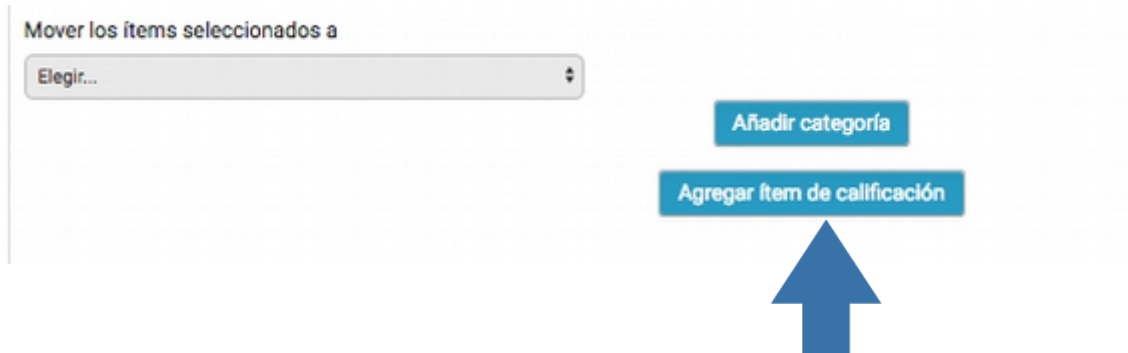 Mover los ítems seleccionados a
Elegir...
Añadir categoría
Agregar ítem de calificación